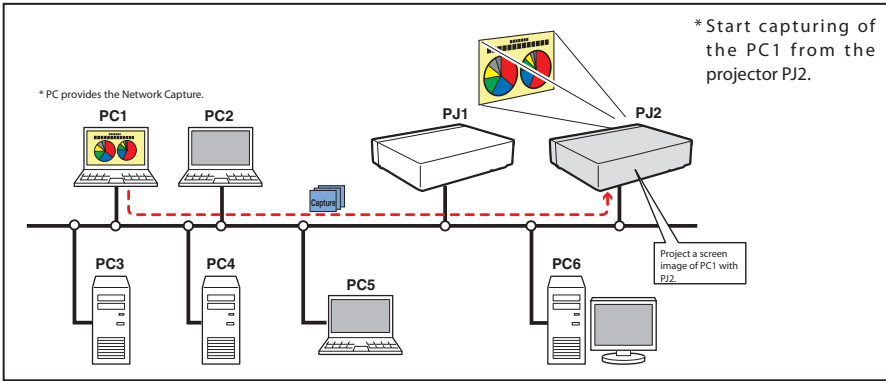 * Start capturing of
the PC1 from the
projector PJ2.
* PC provides the Network Capture.
PC1
PC2
PJ1
PJ2
Capture
Project a screen
image of PC1 with
PJ2.
PC3
PC4
PC5
PC6